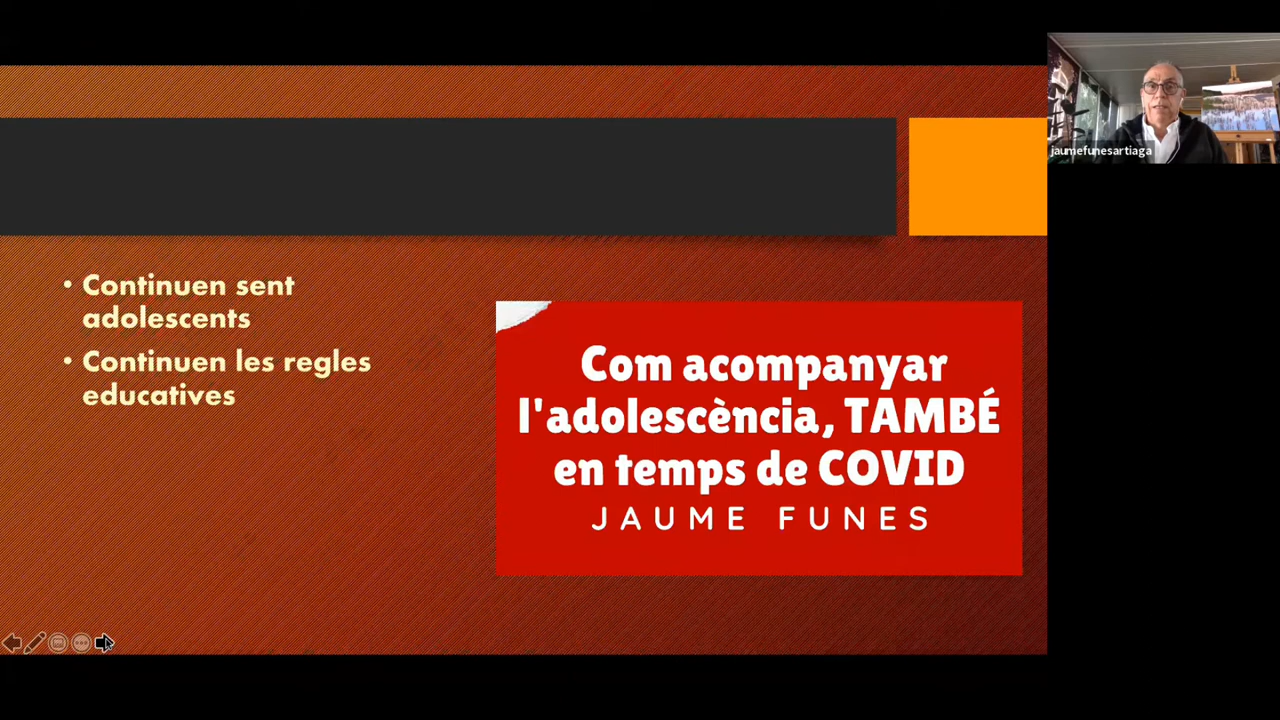 jaumefunesartiaga
• Continuen sent
adolescents
• Continuen les regles
educatives
Com acompanyar
l'adolescència, TAMBÉ
en temps de COVID
JAUME FUNES